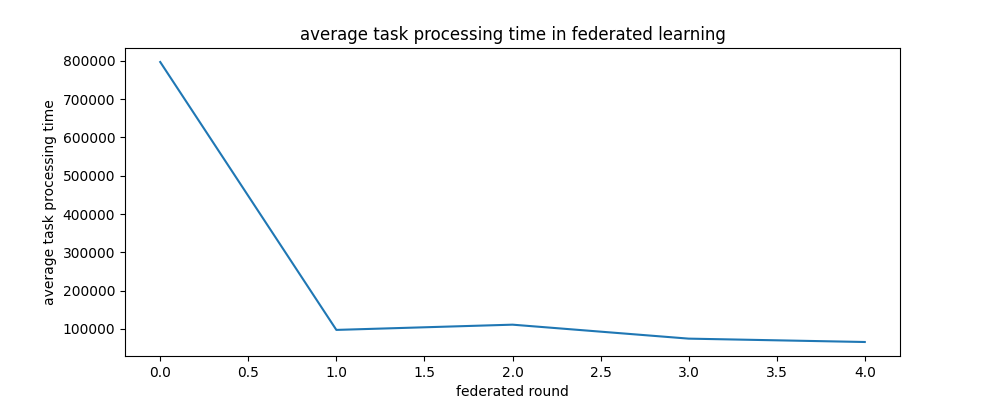 average task processing time in federated learning
average task processing time
800000
700000
600000
500000
400000
300000
200000
100000
0.0 0.5 1.0 1.5 2.0 2.5 3.0 3.5 4.0
federated round